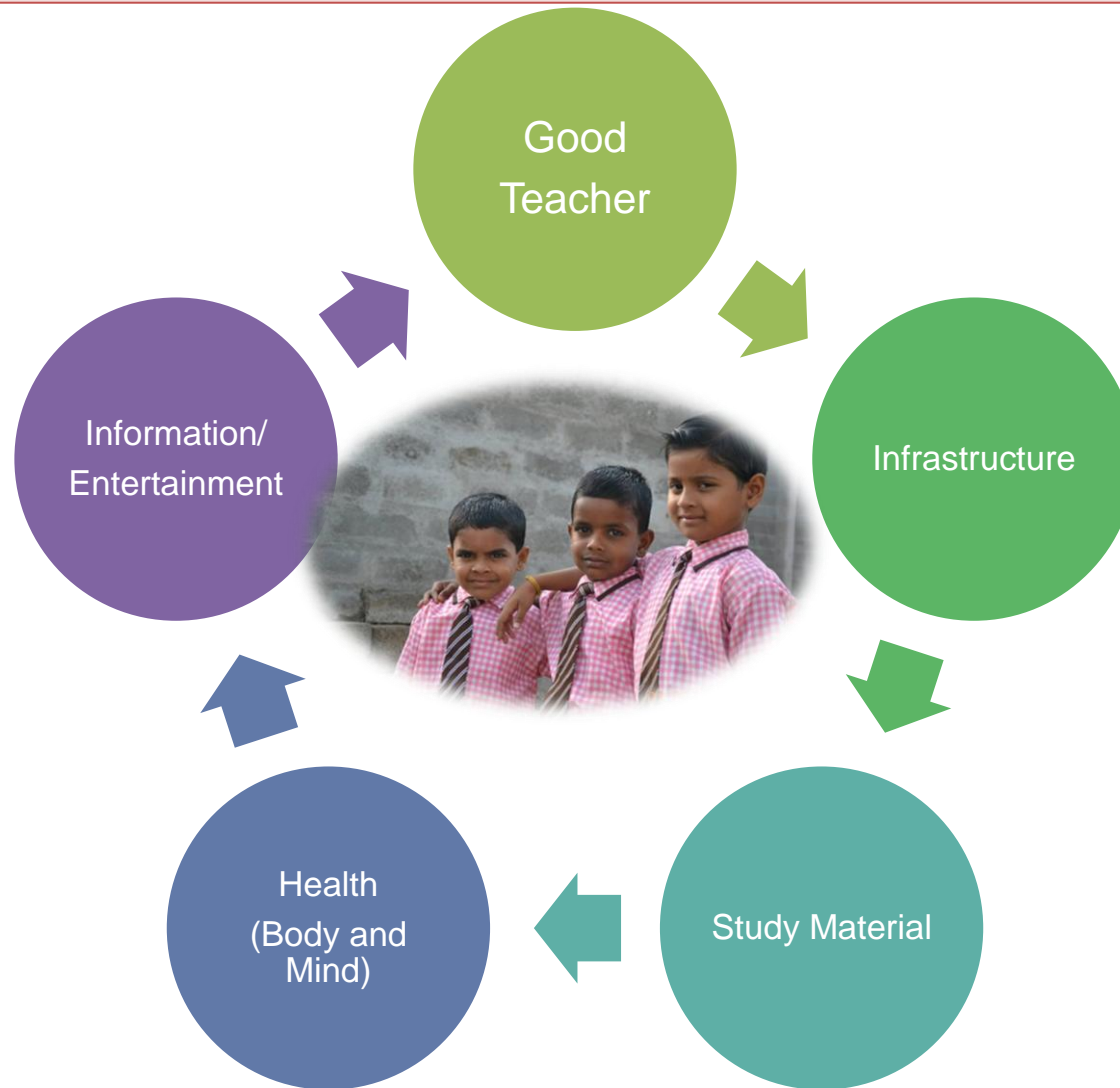 Good
Teacher
Infrastructure
Study Material
Health
(Body and
Mind)
Information/
Entertainment